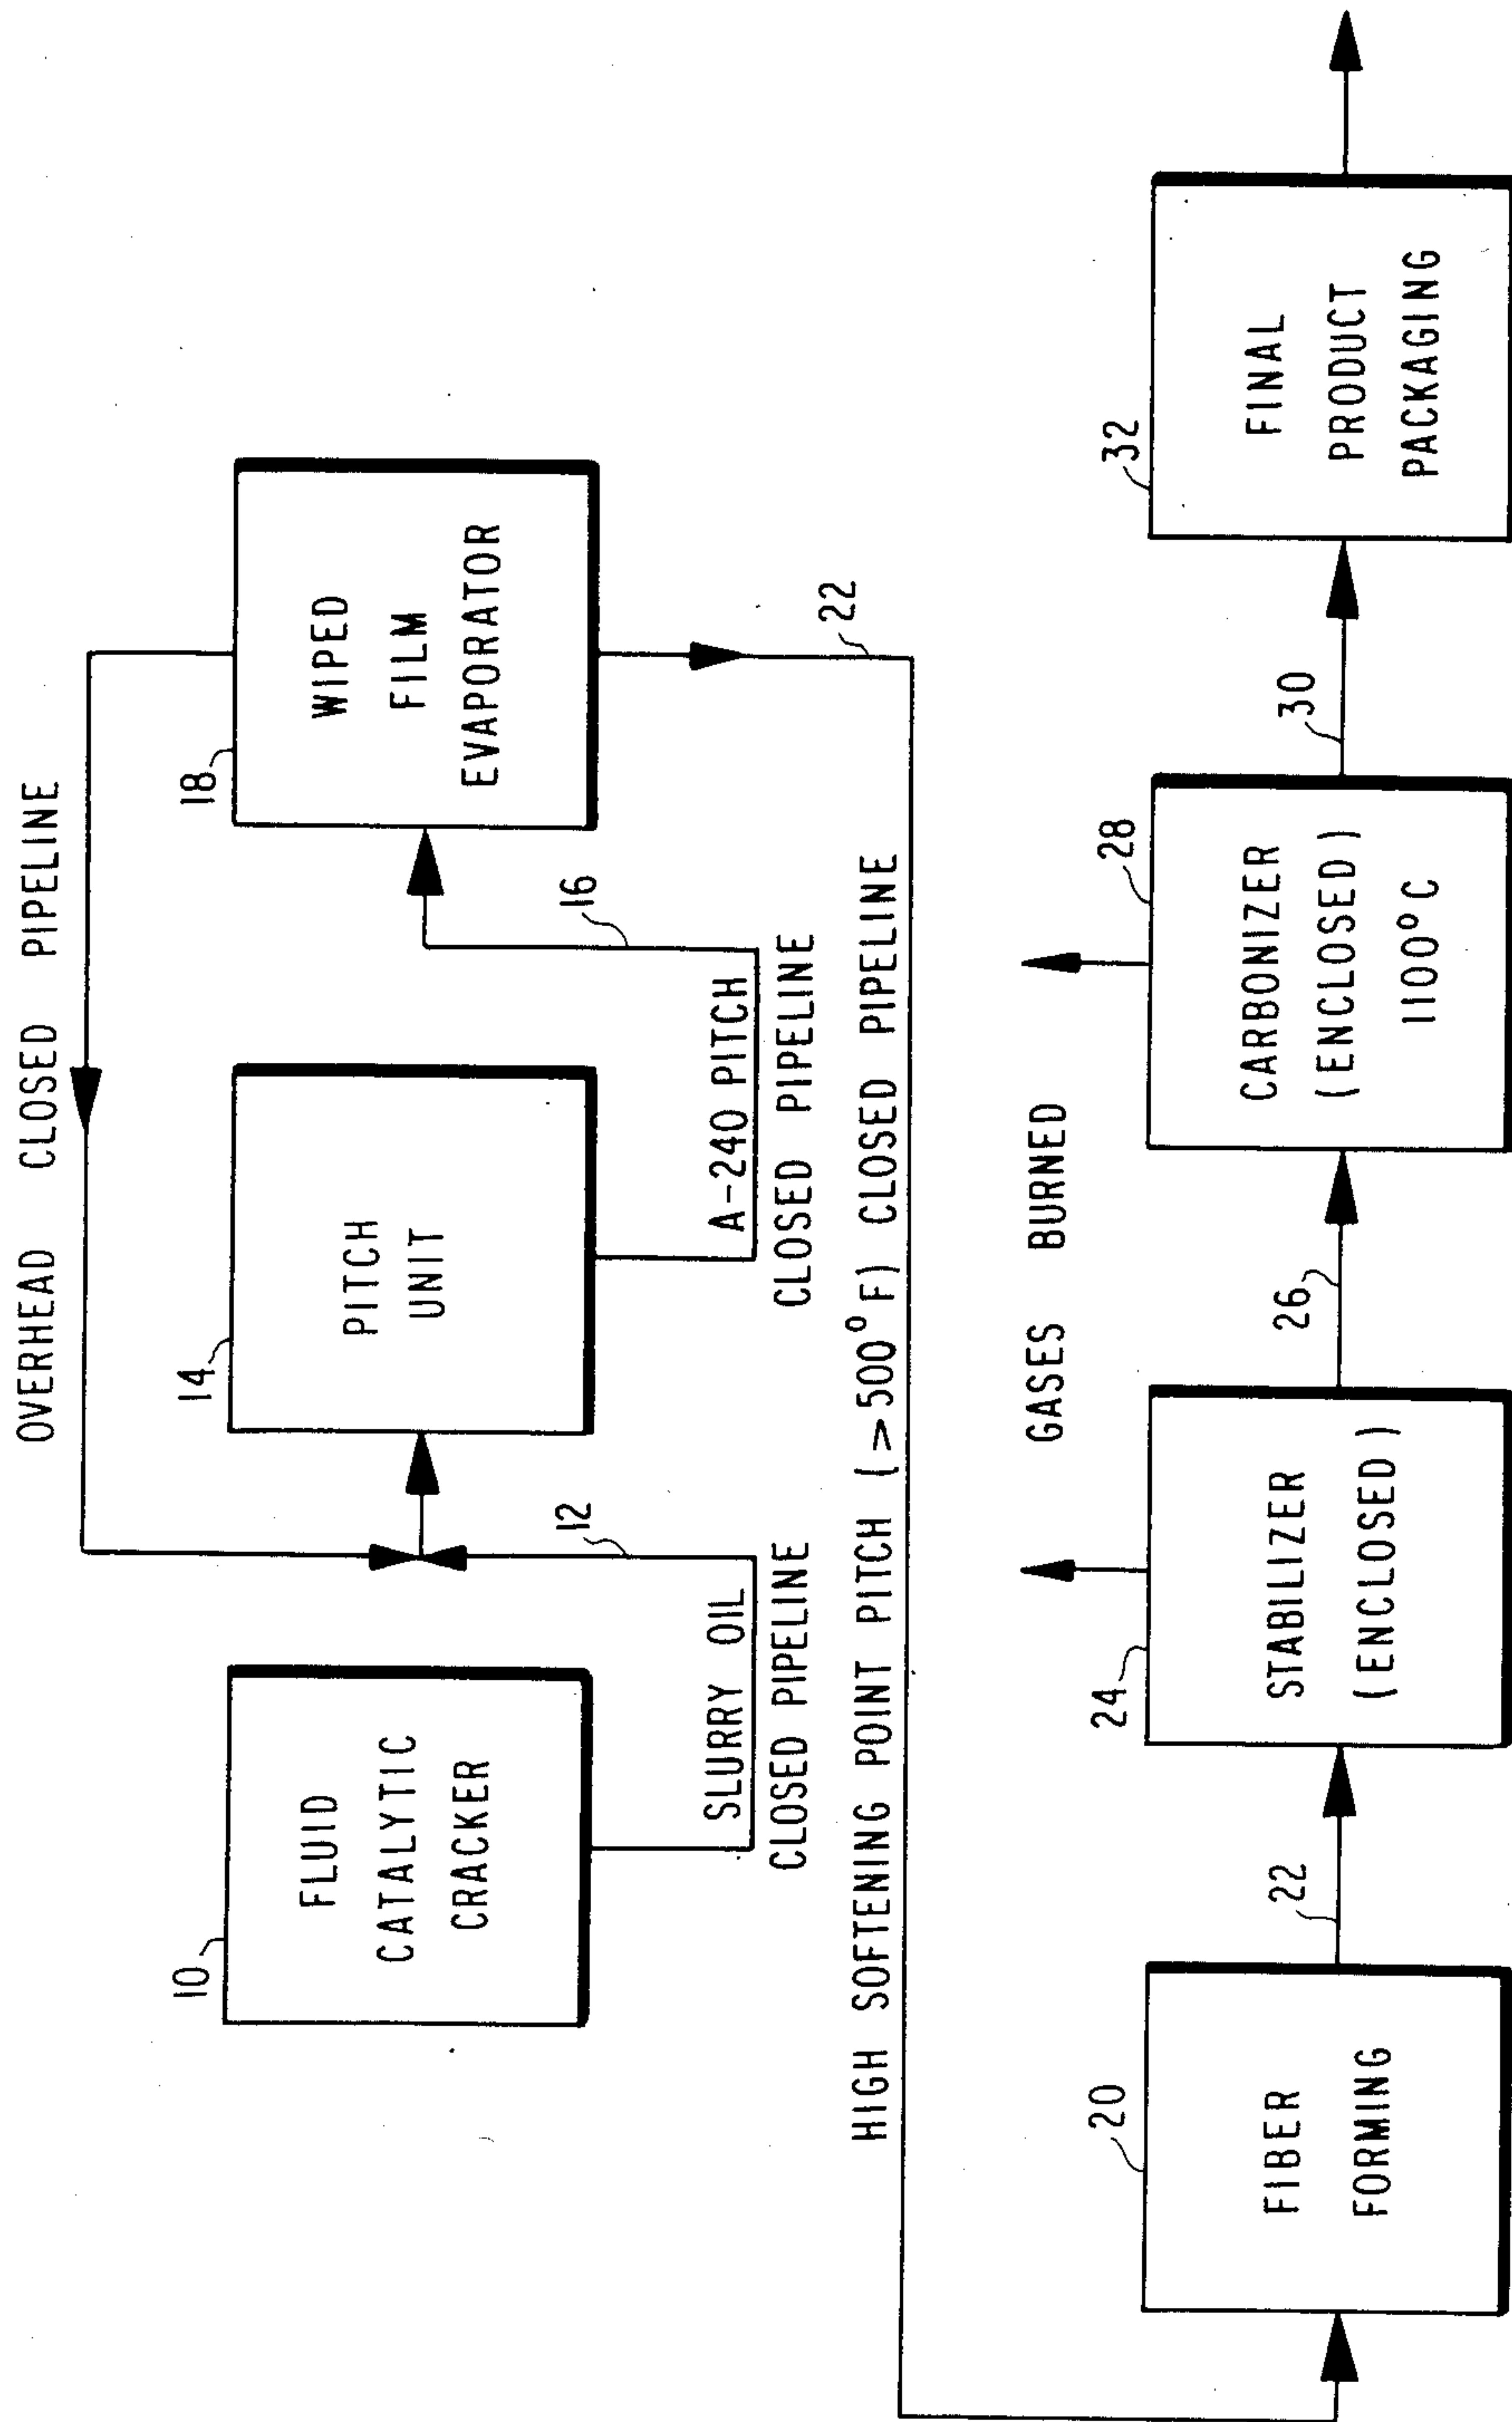 OVERHEAD CLOSED PIPELINE
10
FLUID
CATALYTIC
CRACKER
SLURRY OIL
CLOSED PIPELINE
12
14
PITCH
UNIT
A-240 PITCH
CLOSED PIPELINE
16
18
WIPED
FILM
EVAPORATOR
22
HIGH SOFTENING POINT PITCH (>500°F) CLOSED PIPELINE
20
FIBER
FORMING
22
GASES BURNED
24
STABILIZER
(ENCLOSED)
26
28
CARBONIZER
(ENCLOSED)
1100°C
30
32
FINAL
PRODUCT
PACKAGING